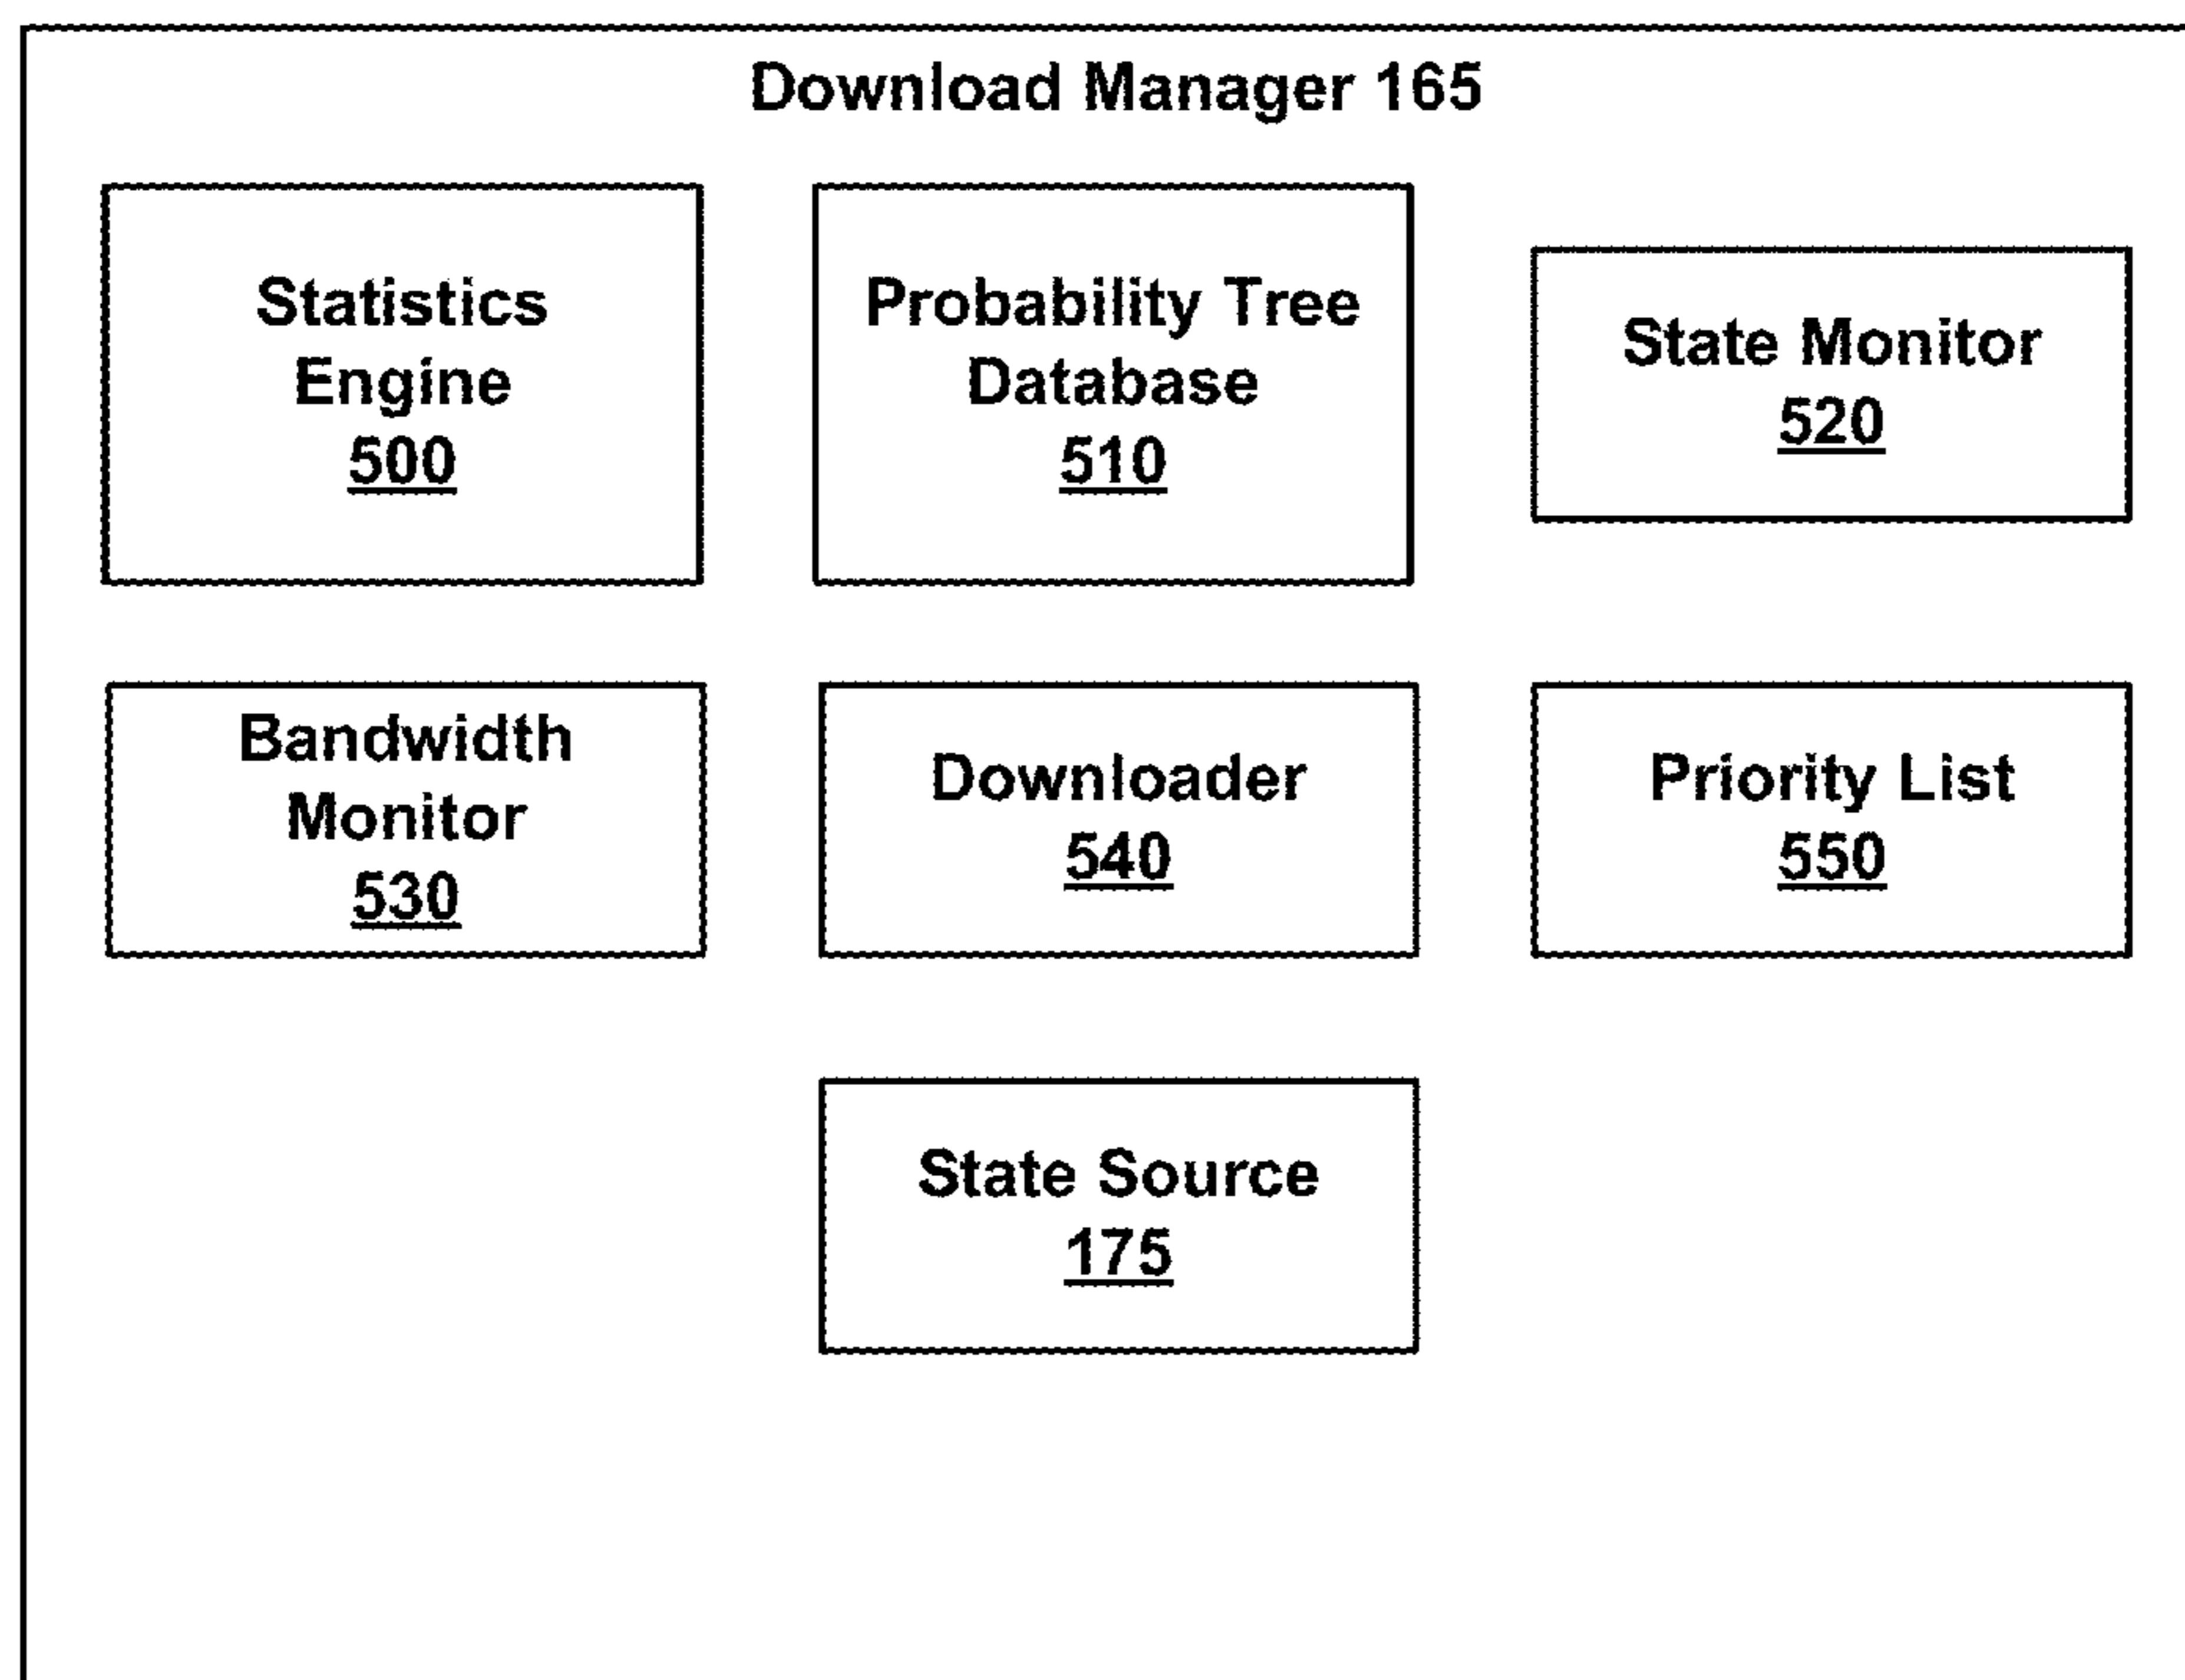 Download Manager 165
Statistics
Engine
500
Probability Tree
Database
510
State Monitor
520
Bandwidth
Monitor
530
Downloader
540
Priority List
550
State Source
175